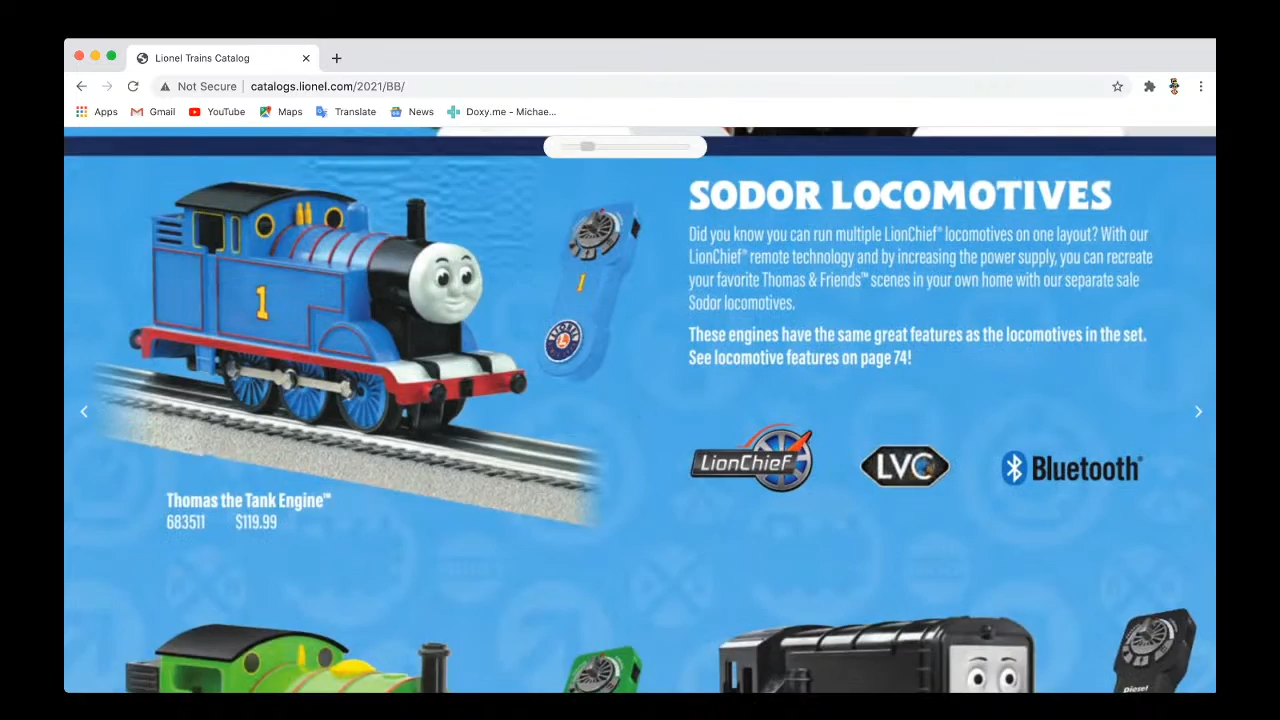 Lionel Trains Catalog
Not Secure
catalogs.lionel.com/2021/BB/
Apps
Gmail
YouTube
Maps
Translate
News
Doxy.me - Michae...
SODOR LOCOMOTIVES
Did you know you can run multiple LionChief® locomotives on one layout? With our
LionChief® remote technology and by increasing the power supply, you can recreate
your favorite Thomas & Friends™ scenes in your own home with our separate sale
Sodor locomotives.
These engines have the same great features as the locomotives in the set.
See locomotive features on page 74!
1
1
L
LionChief
LVC
Bluetooth®
Thomas the Tank Engine™
683511 $119.99
Diesel